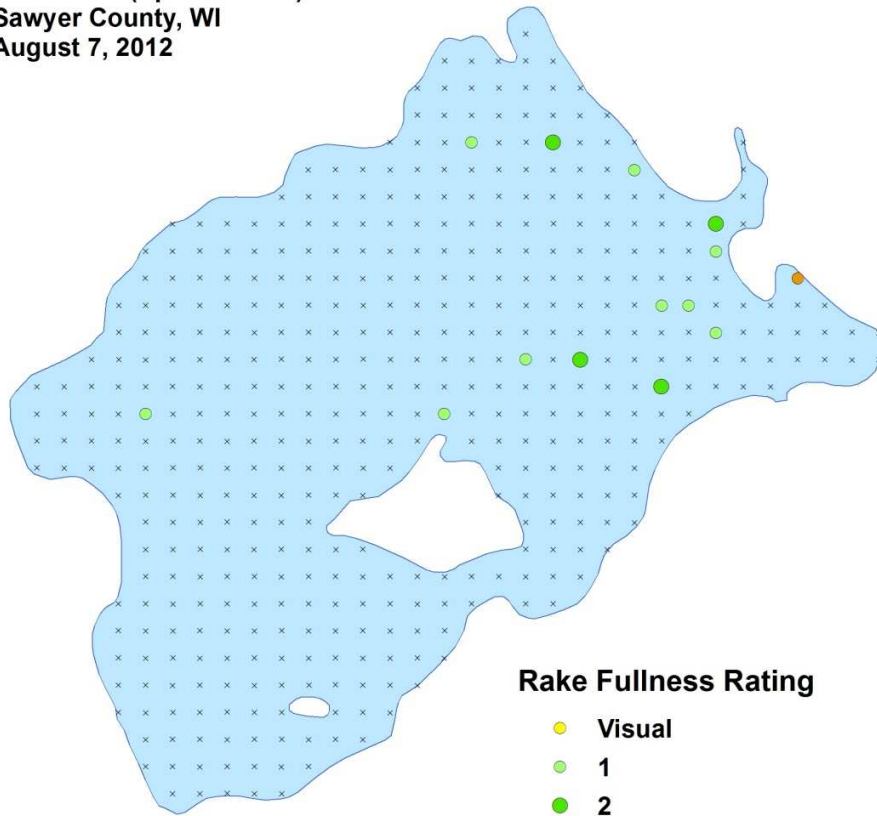 Sawyer County, WI
August 7, 2012
Rake Fullness Rating
Visual
1
2